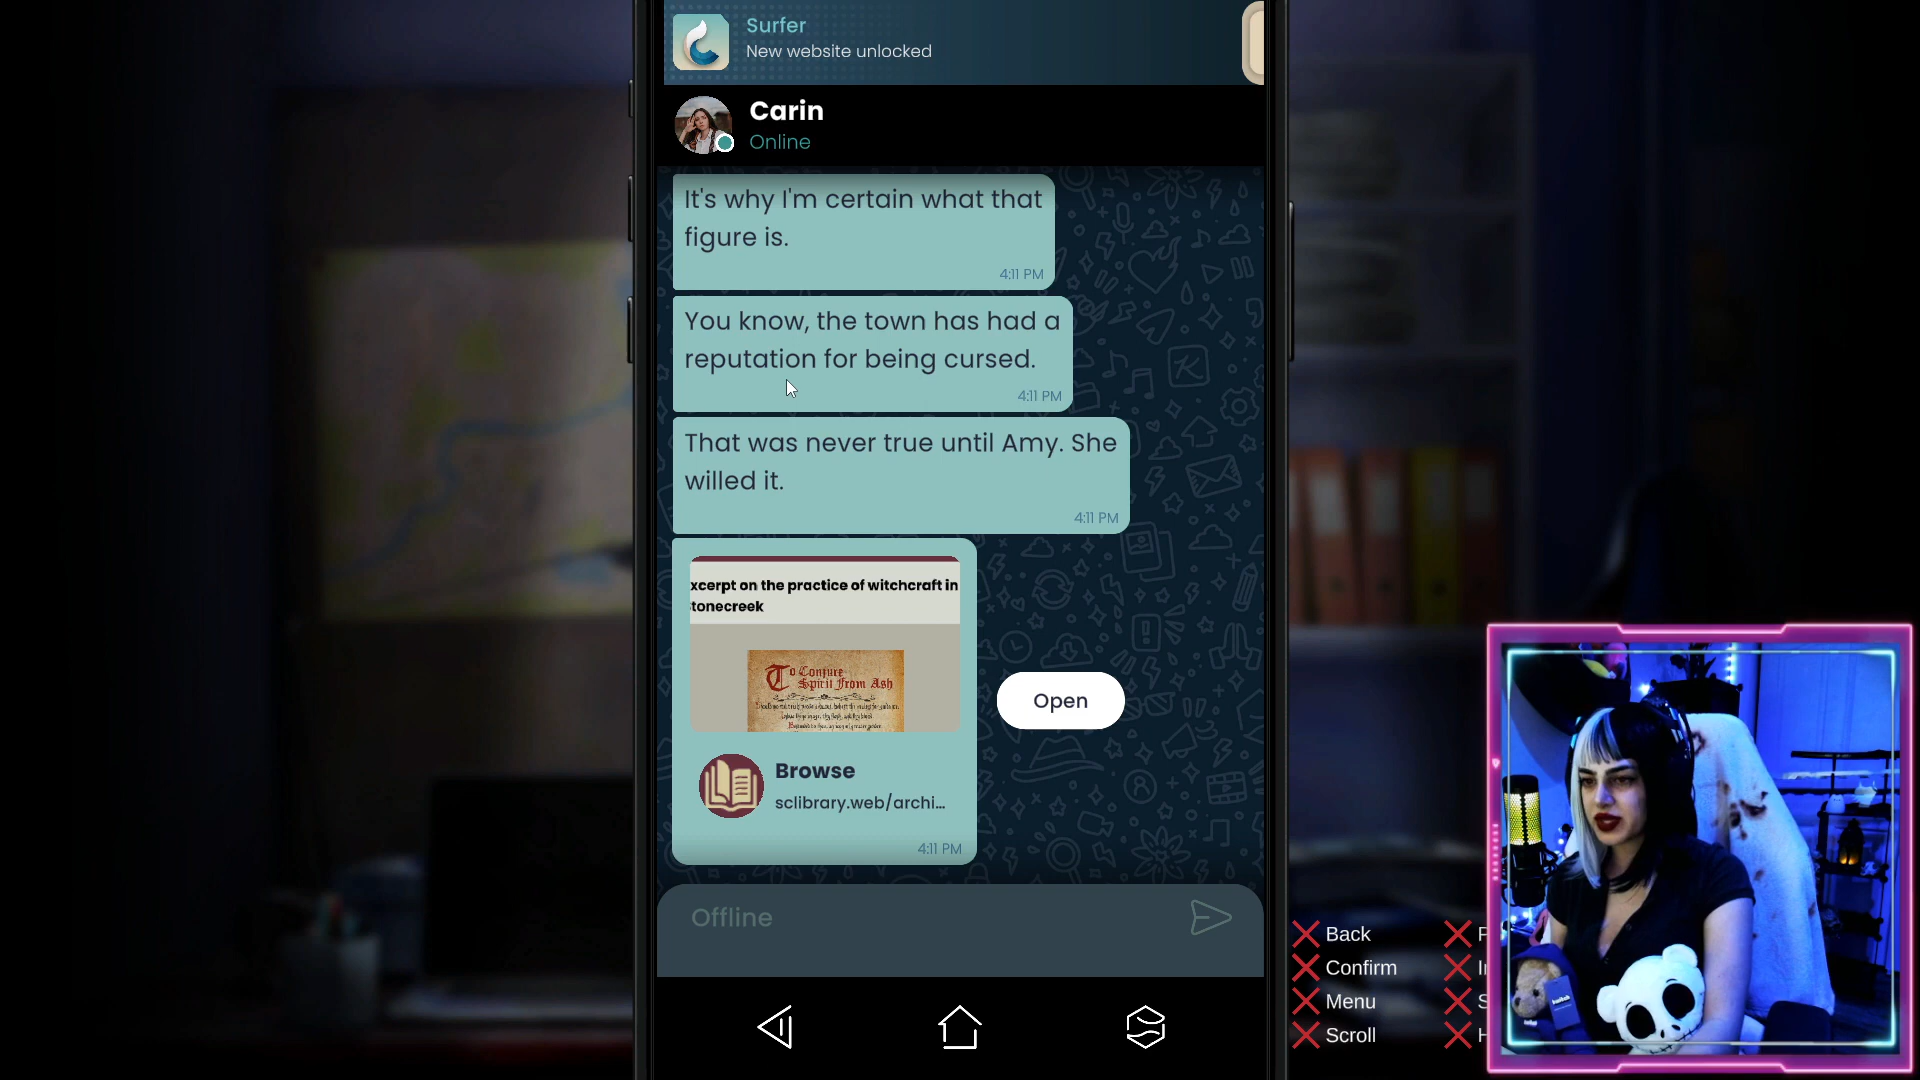 Surfer
New website unlocked
Carin
Online
It's why I'm certain what that
figure is.
4:11 PM
You know, the town has had a
reputation for being cursed.
4:11 PM
That was never true until Amy. She
willed it.
4:11 PM
xcerpt on the practice of witchcraft in
tonecreek
To Conjure
Spirit from Ash
Open
Browse
sclibrary.web/archi...
4:11 PM
Offline
Back
Confirm
Menu
Scroll